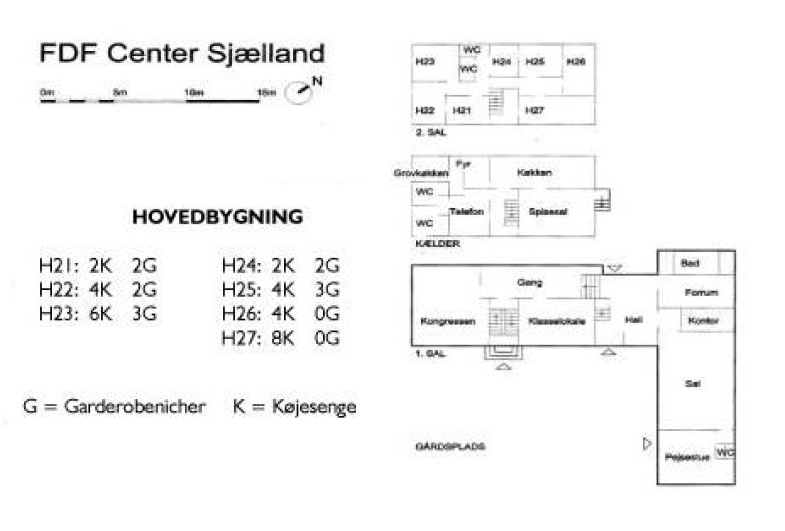 FDF Center Sjælland
0m 5m 10m 15m N
HOVEDBYGNING
H21: 2K 2G H24: 2K 2G
H22: 4K 2G H25: 4K 3G
H23: 6K 3G H26: 4K 0G
H27: 8K 0G
G = Garderobenicher K = Køjesenge
WC
H23 WC H24 H25 H26
H22 H21 H27
2. SAL
Fyr
Grovkøkken Køkken
WC
Telefon Spisesal
WC
KÆLDER
Bad
Gang
Forrum
Kongressen Klasselokale Hall Kontor
1. SAL
Sal
GÅRDSPLADS
Pejsestue WC